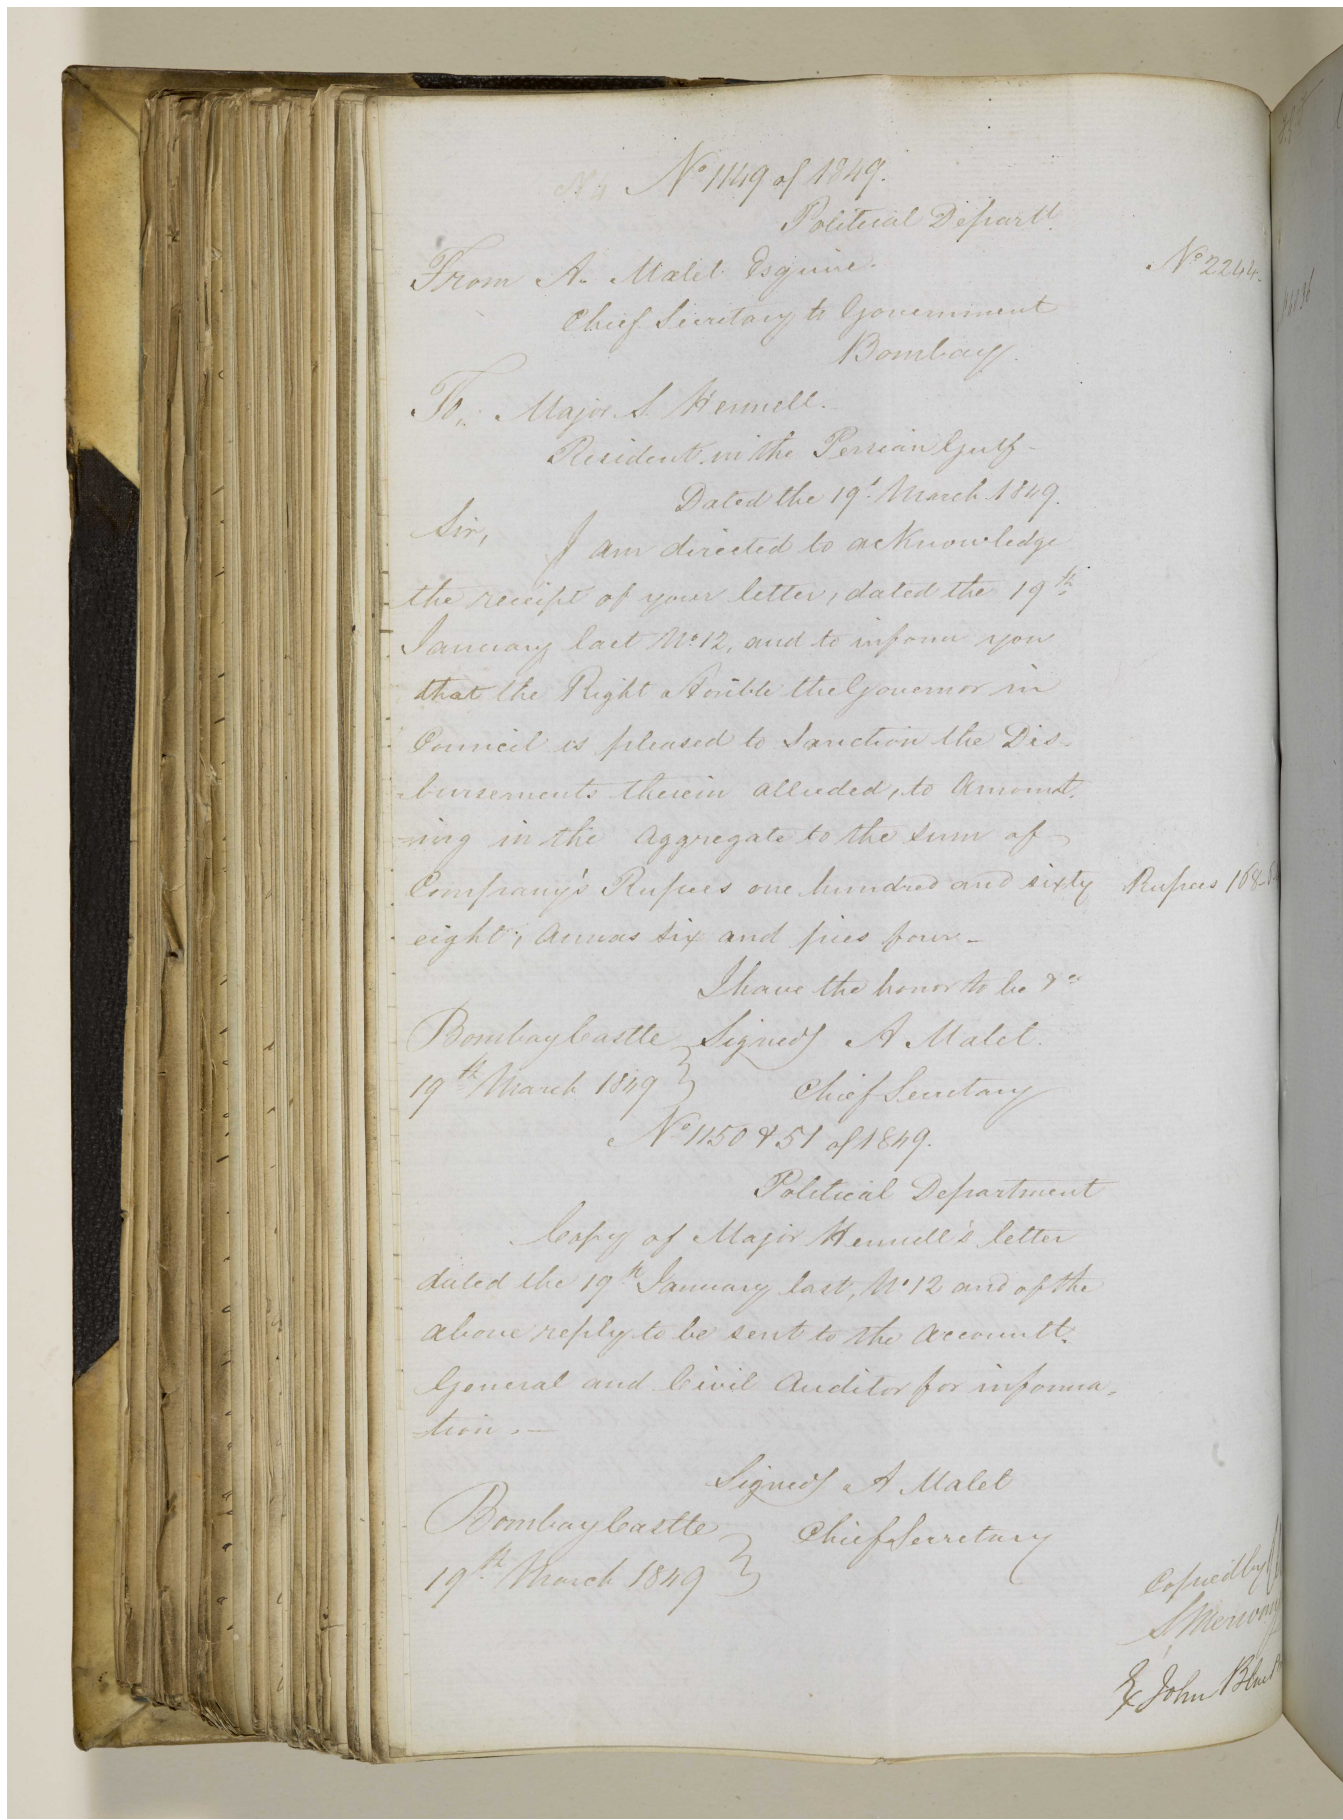 No 1149 of 1849.
Political Departt.
From A. Malet Esquire.
No 2244.
Chief Secretary to Government
Bombay.
To,, Major S. Hennell.
Resident in the Persian Gulf
Dated the 19th March 1849.
Sir, I am directed to acknowledge
the receipt of your letter, dated the 19th
January last No. 12, and to inform you
that the Right Honble the Governor in
Council is pleased to Sanction the Dis-
bursements therein alluded, to Amount-
-ing in the aggregate to the sum of
Company's Rupees one hundred and sixty
Rupees 168
eight, annas six and pies four_
I have the honor to be &ca
Bombay Castle Signed/ A Malet.
19th March 1849 Chief Secretary
No 1150 & 51 of 1849.
Political Department
Copy of Major Hennell's letter
dated the 19th January last, No 12 and of the
above reply to be sent to the Accountt.
General and Civil Auditor for informa-
-tion._
Signed/ A Malet
Bombay Castle Chief Secretary
19th March 1849
Copied by
Ex John